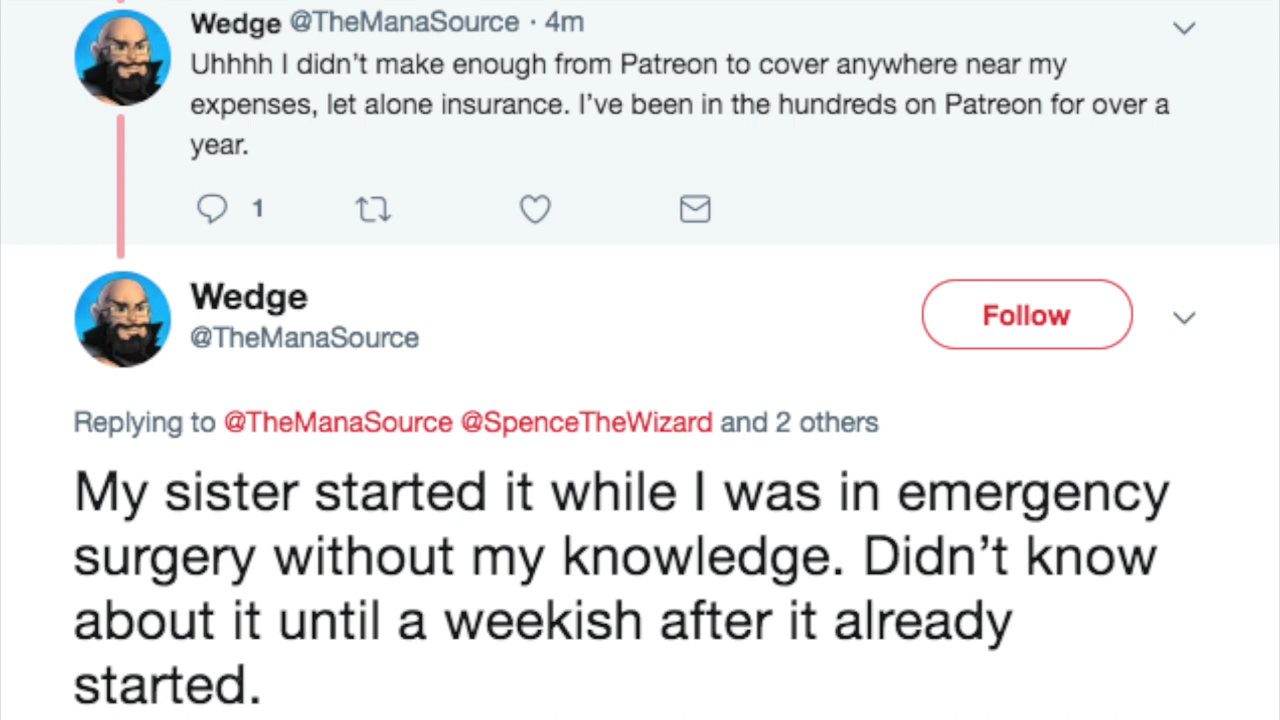 Wedge @TheManaSource · 4m
Uhhhh I didn’t make enough from Patreon to cover anywhere near my
expenses, let alone insurance. I’ve been in the hundreds on Patreon for over a
year.
1
Wedge
@TheManaSource
Follow
Replying to @TheManaSource @SpenceTheWizard and 2 others
My sister started it while I was in emergency
surgery without my knowledge. Didn’t know
about it until a weekish after it already
started.